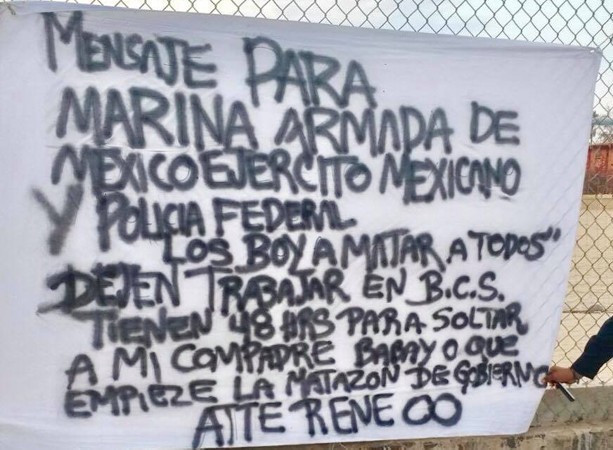 MENSAJE PARA
MARINA ARMADA DE
MEXICO EJERCITO MEXICANO
Y POLICIA FEDERAL
LOS BOY A MATAR A TODOS"
DEJEN TRABAJAR EN B.C.S.
TIENEN 48 HRS PARA SOLTAR
A MI COMPADRE BABAY O QUE
EMPIEZE LA MATAZON DE GOBIERNO
ATTE RENE OO